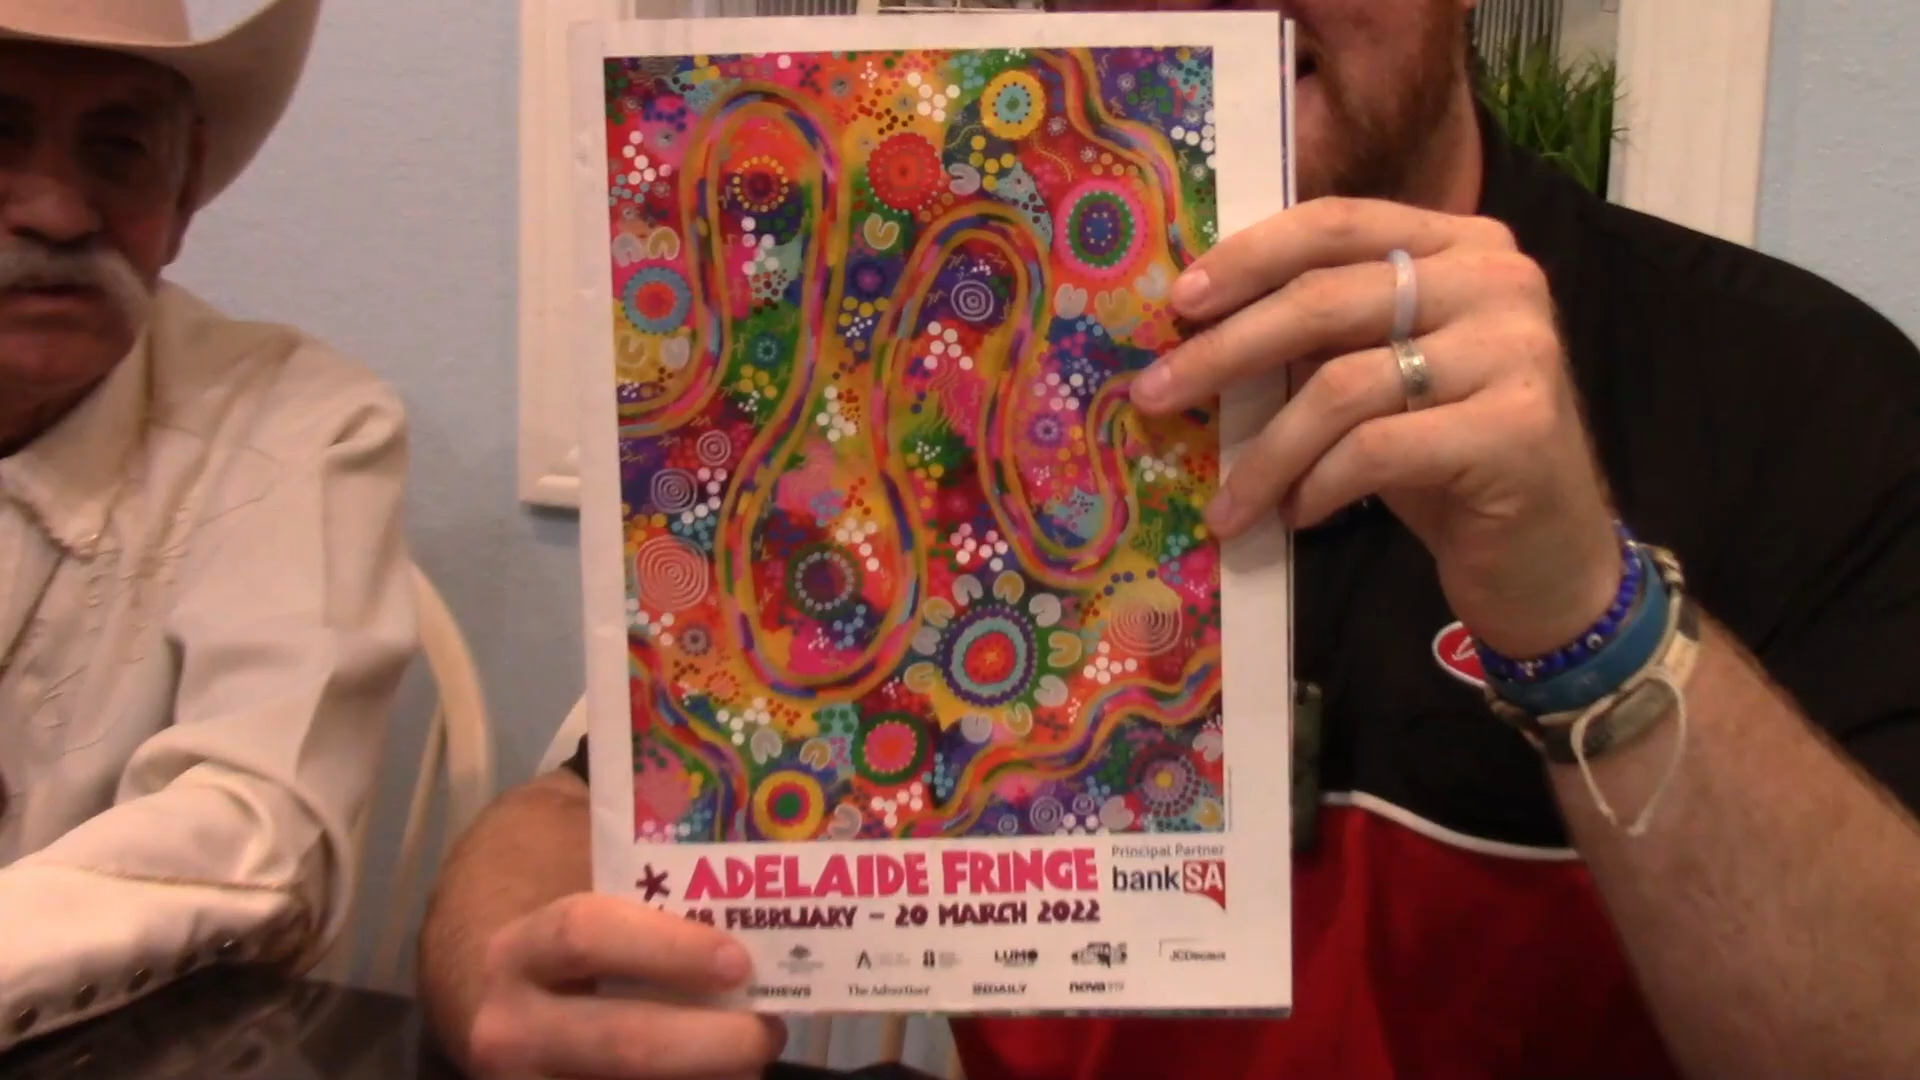 Principal Partner
ADELAIDE FRINGE
bankSA
18 FEBRUARY – 20 MARCH 2022
LUMO
JCDecaux
The Advertiser
INDAILY
nova